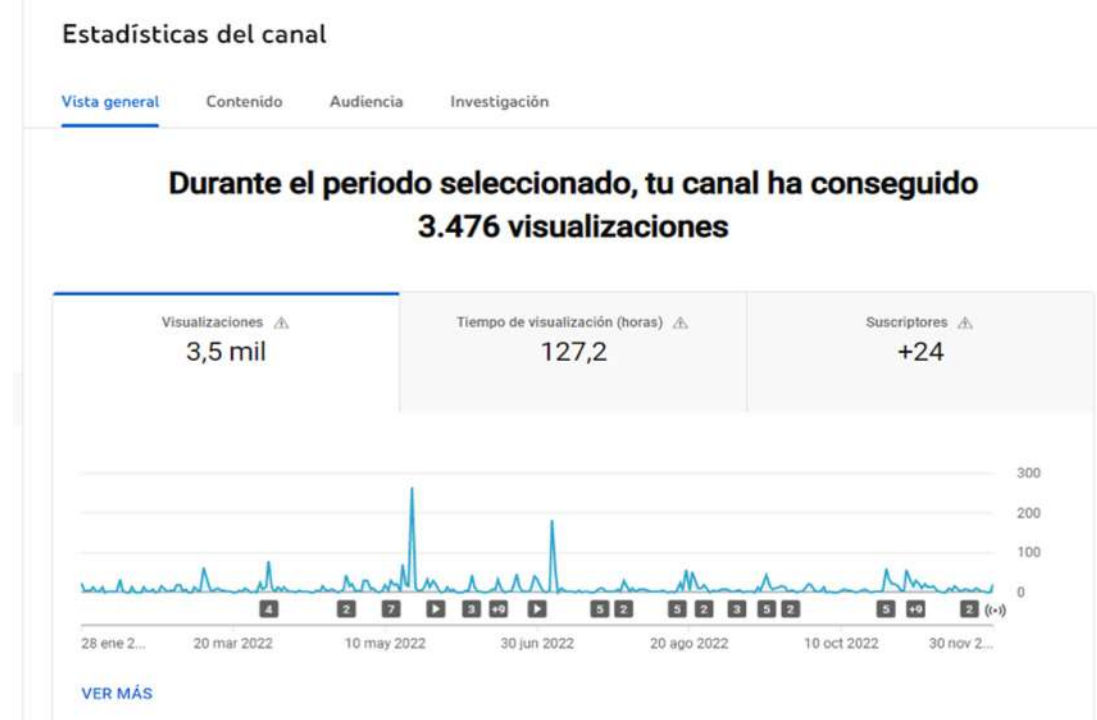 Estadísticas del canal
Vista general Contenido Audiencia Investigación
Durante el periodo seleccionado, tu canal ha conseguido
3.476 visualizaciones
Visualizaciones Tiempo de visualización (horas) Suscriptores
3,5 mil 127,2 +24
300
200
100
0
4 2 7 3 +9 5 2 5 2 3 5 2 5 +9 2
28 ene 2... 20 mar 2022 10 may 2022 30 jun 2022 20 ago 2022 10 oct 2022 30 nov 2...
VER MÁS